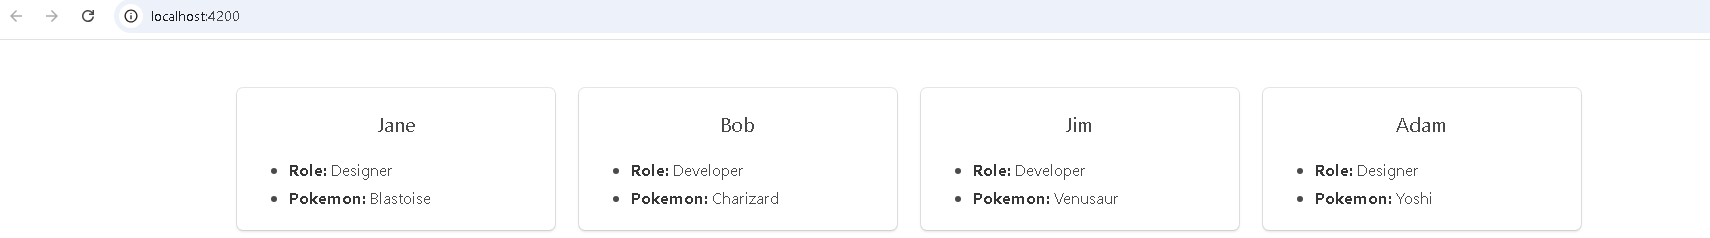 localhost:4200
Jane
Role: Designer
Pokemon: Blastoise
Bob
Role: Developer
Pokemon: Charizard
Jim
Role: Developer
Pokemon: Venusaur
Adam
Role: Designer
Pokemon: Yoshi